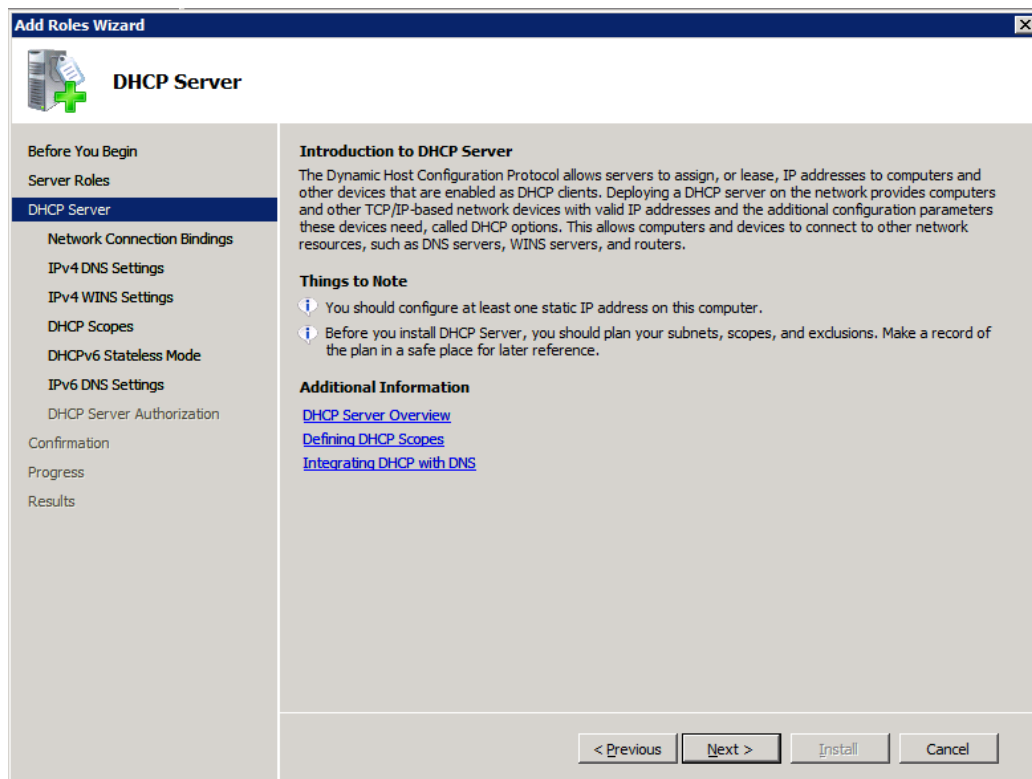 Add Roles Wizard
DHCP Server
Before You Begin
Server Roles
DHCP Server
Network Connection Bindings
IPv4 DNS Settings
IPv4 WINS Settings
DHCP Scopes
DHCPv6 Stateless Mode
IPv6 DNS Settings
DHCP Server Authorization
Confirmation
Progress
Results
Introduction to DHCP Server
The Dynamic Host Configuration Protocol allows servers to assign, or lease, IP addresses to computers and
other devices that are enabled as DHCP clients. Deploying a DHCP server on the network provides computers
and other TCP/IP-based network devices with valid IP addresses and the additional configuration parameters
these devices need, called DHCP options. This allows computers and devices to connect to other network
resources, such as DNS servers, WINS servers, and routers.
Things to Note
You should configure at least one static IP address on this computer.
Before you install DHCP Server, you should plan your subnets, scopes, and exclusions. Make a record of
the plan in a safe place for later reference.
Additional Information
DHCP Server Overview
Defining DHCP Scopes
Integrating DHCP with DNS
< Previous
Next >
Install
Cancel